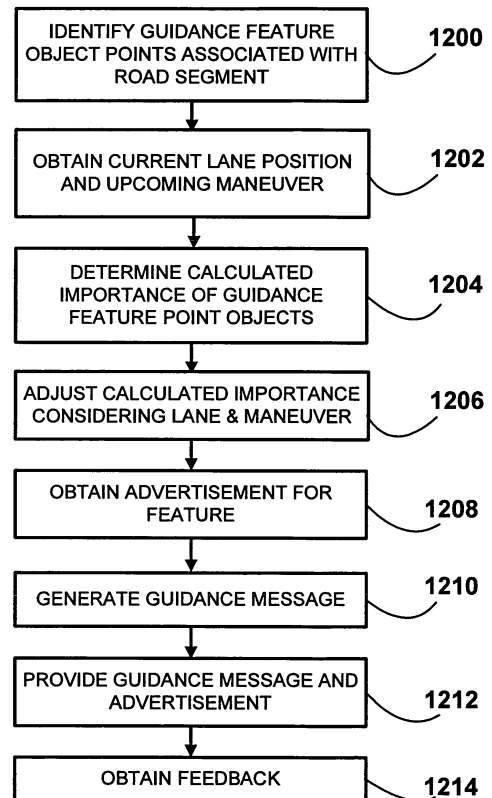 IDENTIFY GUIDANCE FEATURE
OBJECT POINTS ASSOCIATED WITH
ROAD SEGMENT
1200
OBTAIN CURRENT LANE POSITION
AND UPCOMING MANEUVER
1202
DETERMINE CALCULATED
IMPORTANCE OF GUIDANCE
FEATURE POINT OBJECTS
1204
ADJUST CALCULATED IMPORTANCE
CONSIDERING LANE & MANEUVER
1206
OBTAIN ADVERTISEMENT FOR
FEATURE
1208
GENERATE GUIDANCE MESSAGE
1210
PROVIDE GUIDANCE MESSAGE AND
ADVERTISEMENT
1212
OBTAIN FEEDBACK
1214